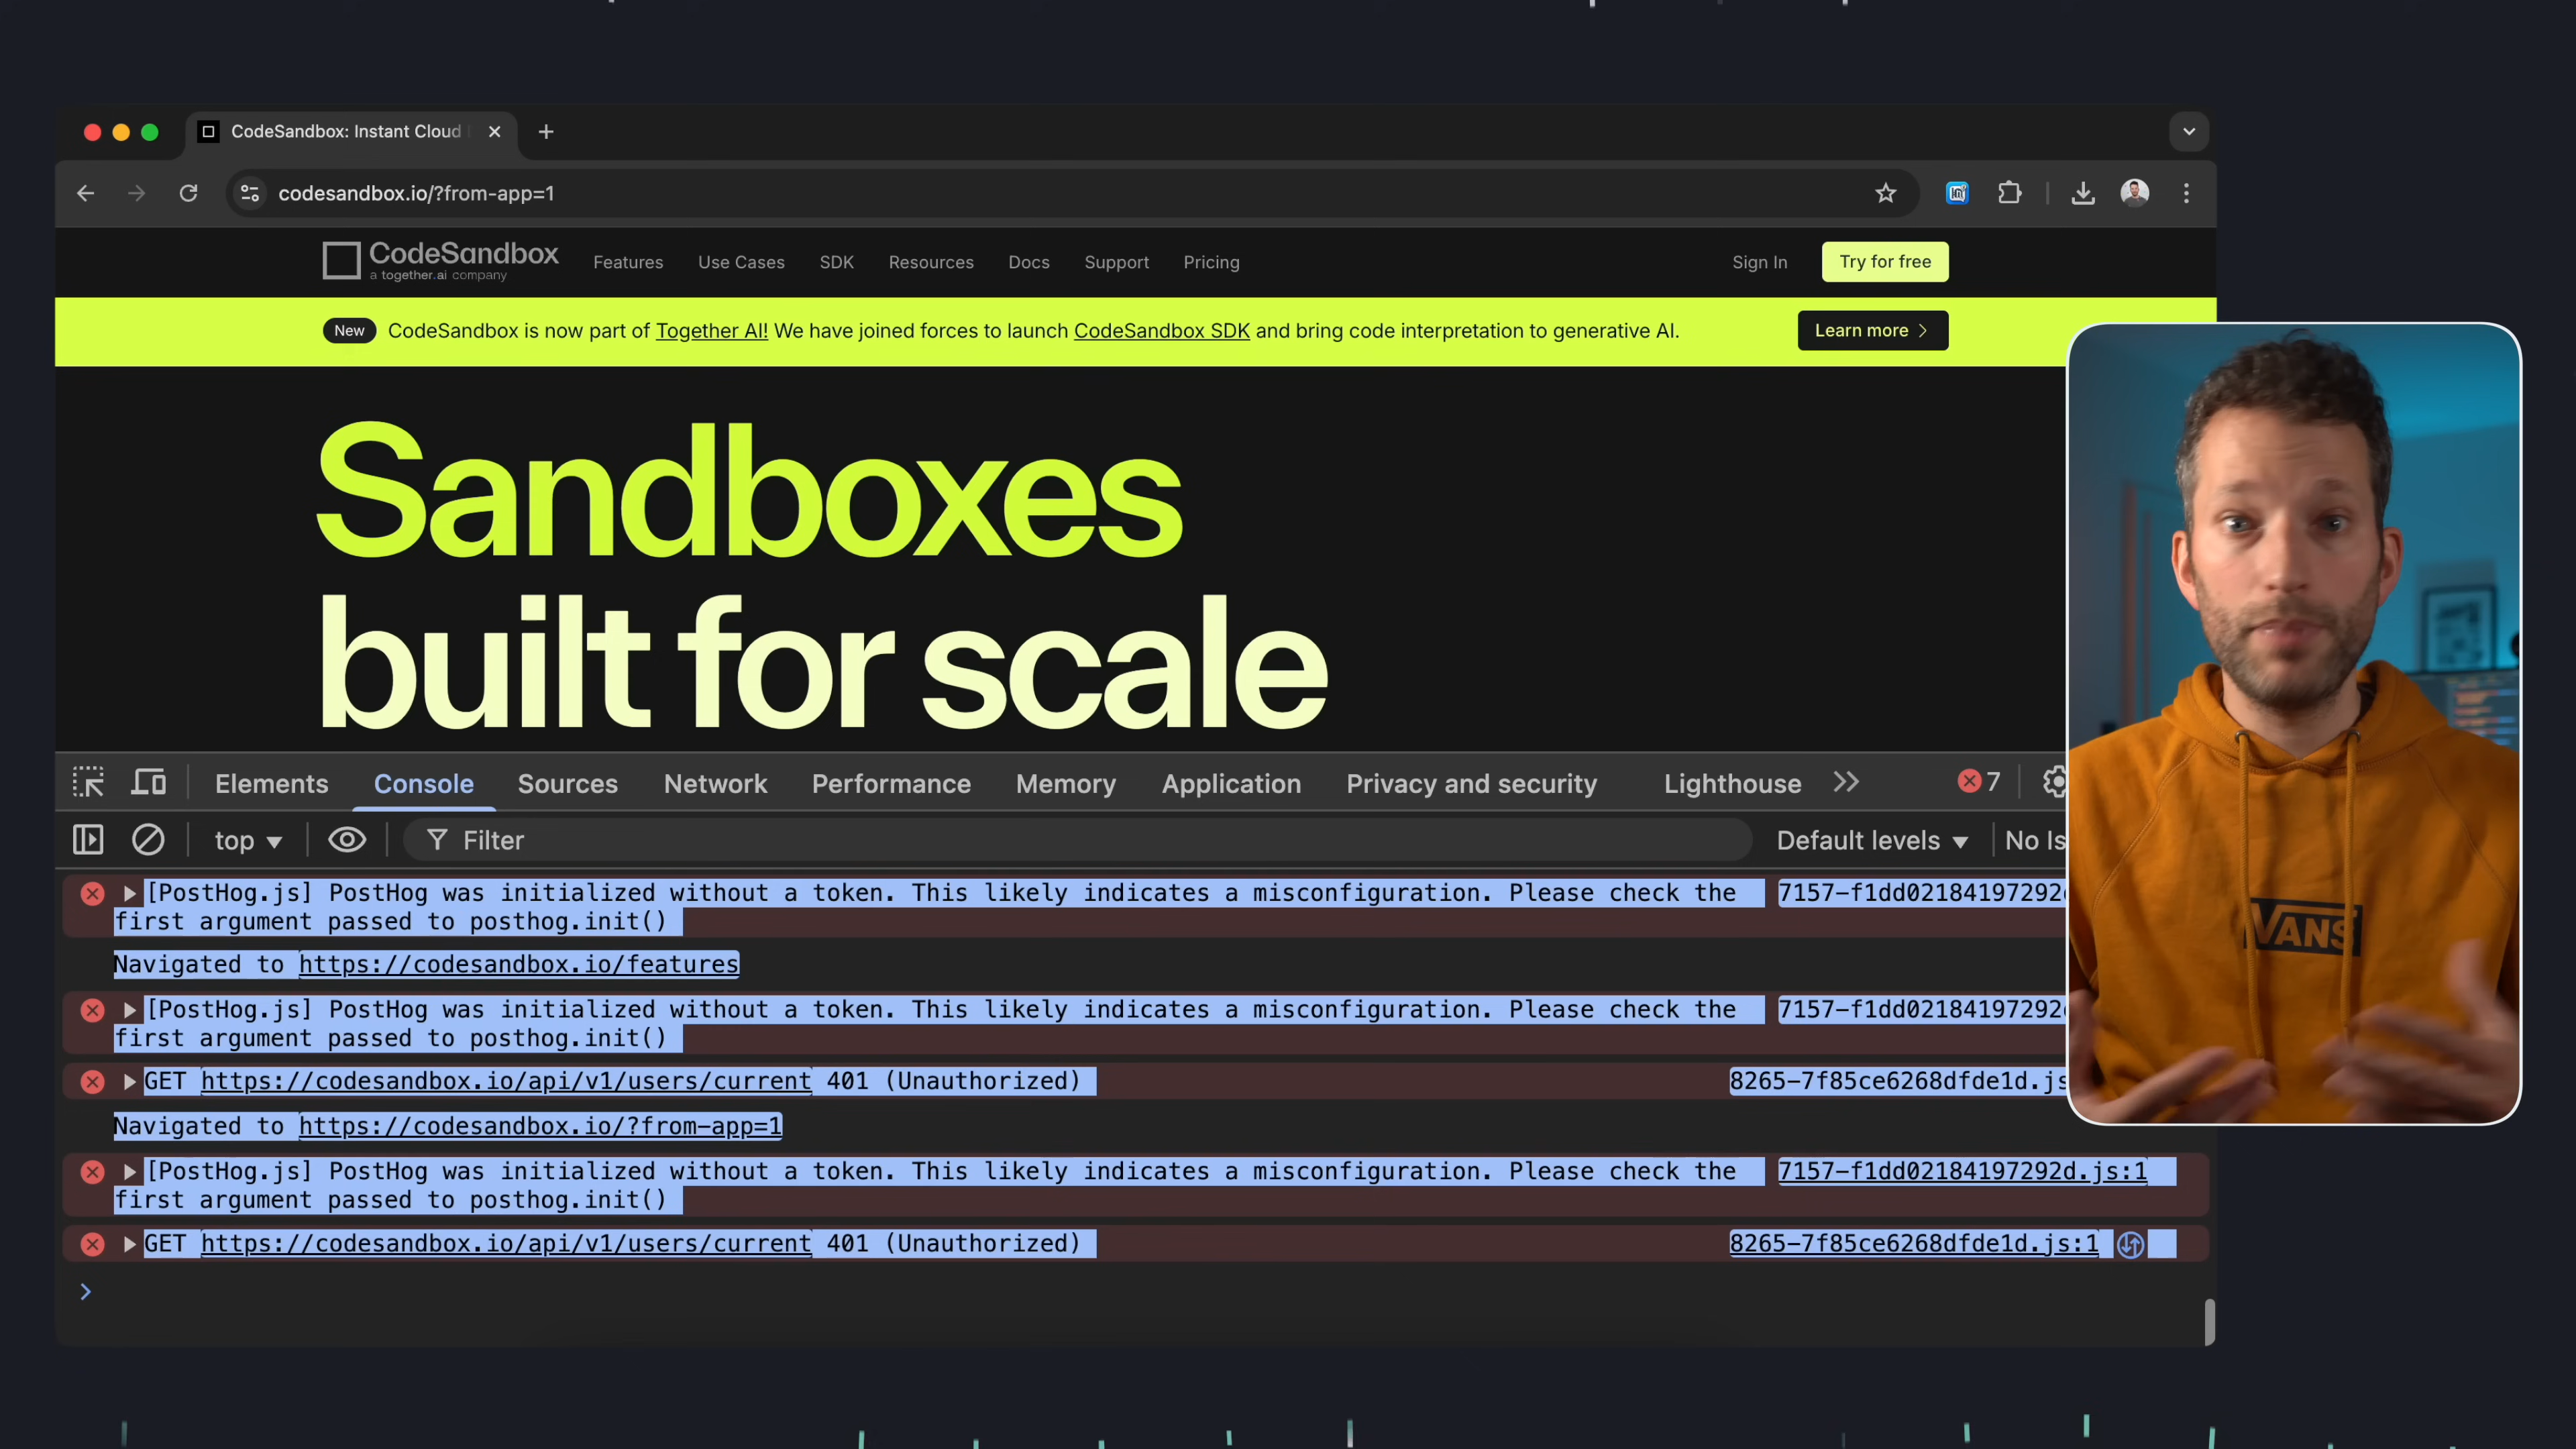 CodeSandbox: Instant Cloud
codesandbox.io/?from-app=1
CodeSandbox
a together.ai company
Features Use Cases SDK Resources Docs Support Pricing
Sign In Try for free
New CodeSandbox is now part of Together AI! We have joined forces to launch CodeSandbox SDK and bring code interpretation to generative AI. Learn more
Sandboxes
built for scale
Elements Console Sources Network Performance Memory Application Privacy and security Lighthouse 7
top Filter Default levels No Is
[PostHog.js] PostHog was initialized without a token. This likely indicates a misconfiguration. Please check the 7157-f1dd02184197292
first argument passed to posthog.init()
Navigated to https://codesandbox.io/features
[PostHog.js] PostHog was initialized without a token. This likely indicates a misconfiguration. Please check the 7157-f1dd02184197292
first argument passed to posthog.init()
GET https://codesandbox.io/api/v1/users/current 401 (Unauthorized) 8265-7f85ce6268dfde1d.js
Navigated to https://codesandbox.io/?from-app=1
[PostHog.js] PostHog was initialized without a token. This likely indicates a misconfiguration. Please check the 7157-f1dd02184197292d.js:1
first argument passed to posthog.init()
GET https://codesandbox.io/api/v1/users/current 401 (Unauthorized) 8265-7f85ce6268dfde1d.js:1
VANS